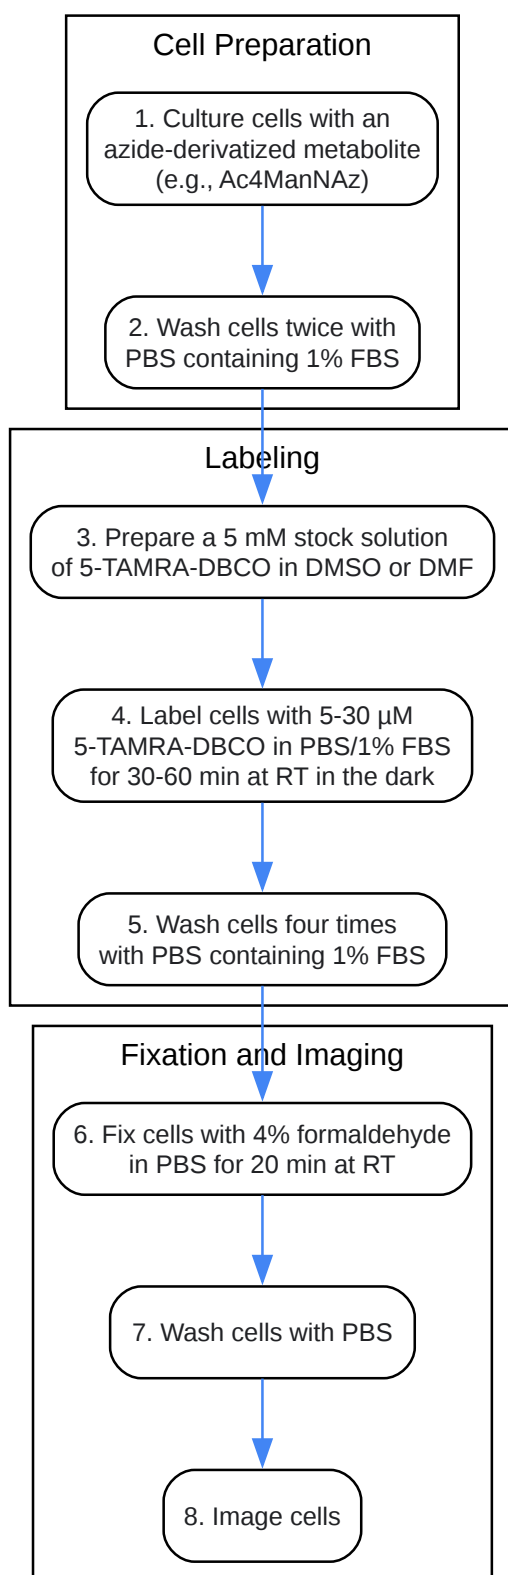 Cell Preparation
1. Culture cells with an
azide-derivatized metabolite
(e.g., Ac4ManNAz)
2. Wash cells twice with
PBS containing 1% FBS
Labeling
3. Prepare a 5 mM stock solution
of 5-TAMRA-DBCO in DMSO or DMF
4. Label cells with 5-30 µM
5-TAMRA-DBCO in PBS/1% FBS
for 30-60 min at RT in the dark
5. Wash cells four times
with PBS containing 1% FBS
Fixation and Imaging
6. Fix cells with 4% formaldehyde
in PBS for 20 min at RT
7. Wash cells with PBS
8. Image cells